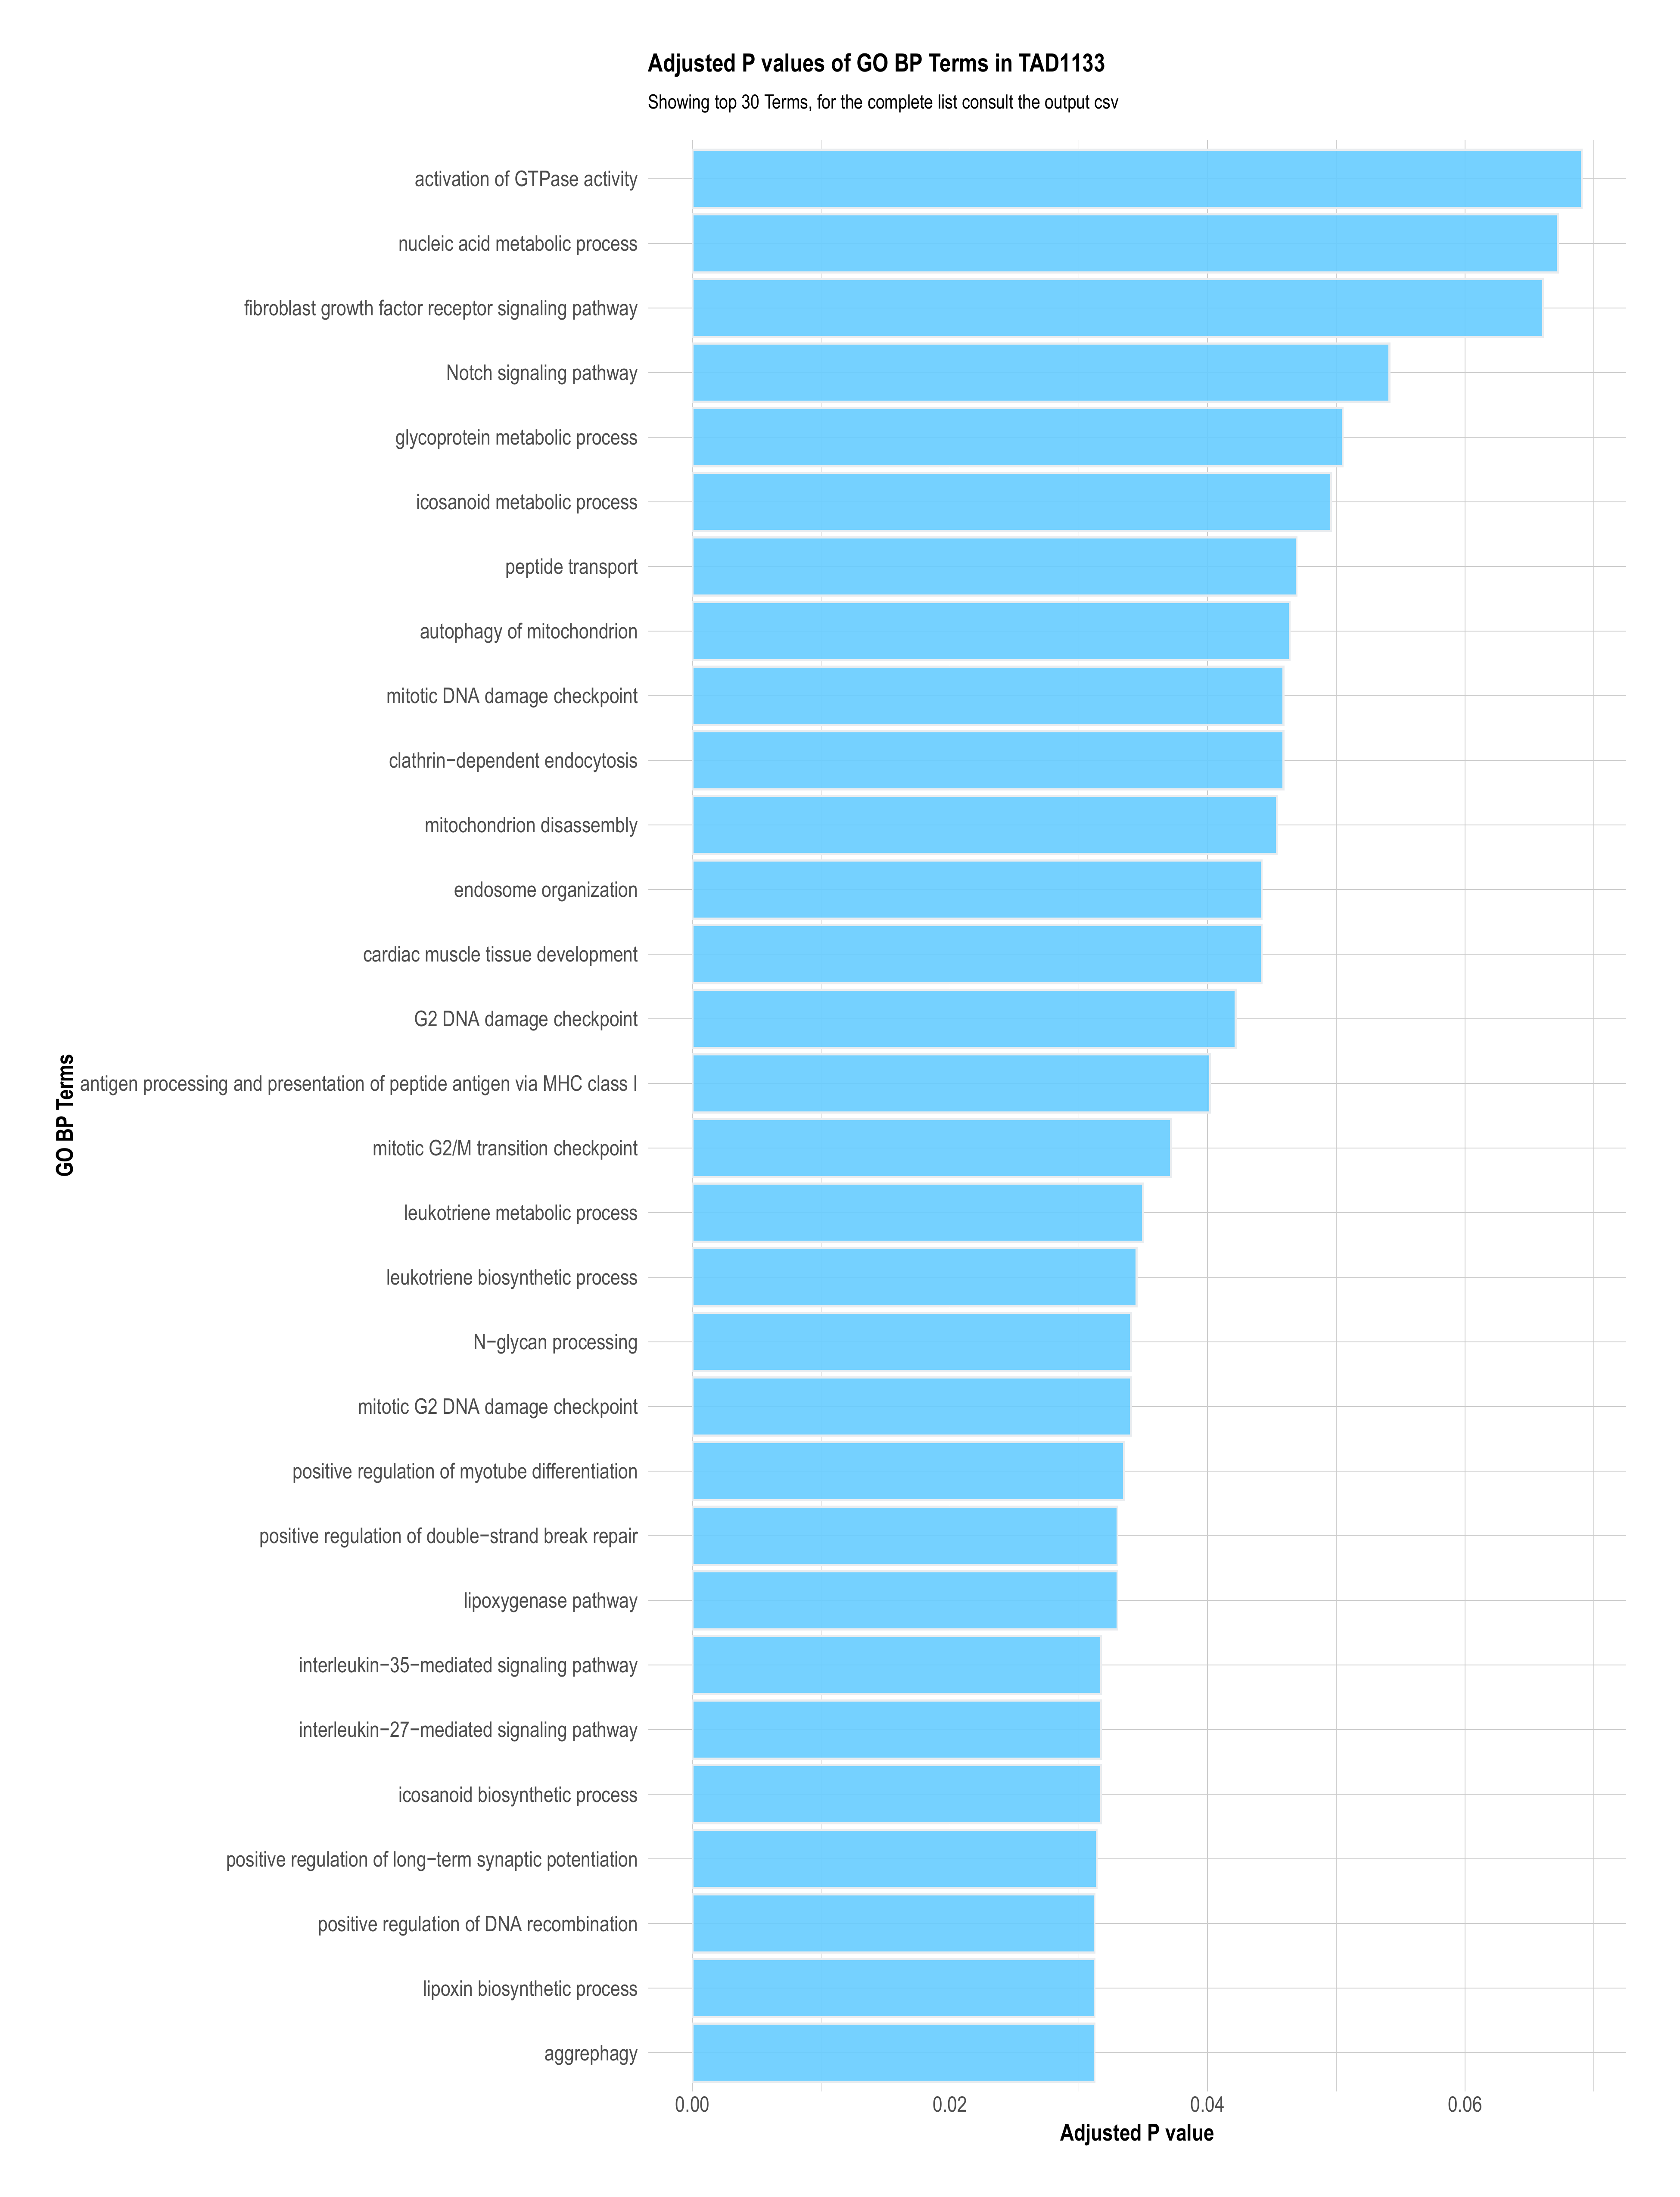 Adjusted P values of GO BP Terms in TAD1133
Showing top 30 Terms, for the complete list consult the output csv
activation of GTPase activity
nucleic acid metabolic process
fibroblast growth factor receptor signaling pathway
Notch signaling pathway
glycoprotein metabolic process
icosanoid metabolic process
peptide transport
autophagy of mitochondrion
mitotic DNA damage checkpoint
clathrin−dependent endocytosis
mitochondrion disassembly
endosome organization
cardiac muscle tissue development
G2 DNA damage checkpoint
antigen processing and presentation of peptide antigen via MHC class I
mitotic G2/M transition checkpoint
leukotriene metabolic process
leukotriene biosynthetic process
N−glycan processing
mitotic G2 DNA damage checkpoint
positive regulation of myotube differentiation
positive regulation of double−strand break repair
lipoxygenase pathway
interleukin−35−mediated signaling pathway
interleukin−27−mediated signaling pathway
icosanoid biosynthetic process
positive regulation of long−term synaptic potentiation
positive regulation of DNA recombination
lipoxin biosynthetic process
aggrephagy
GO BP Terms
0.00 0.02 0.04 0.06
Adjusted P value